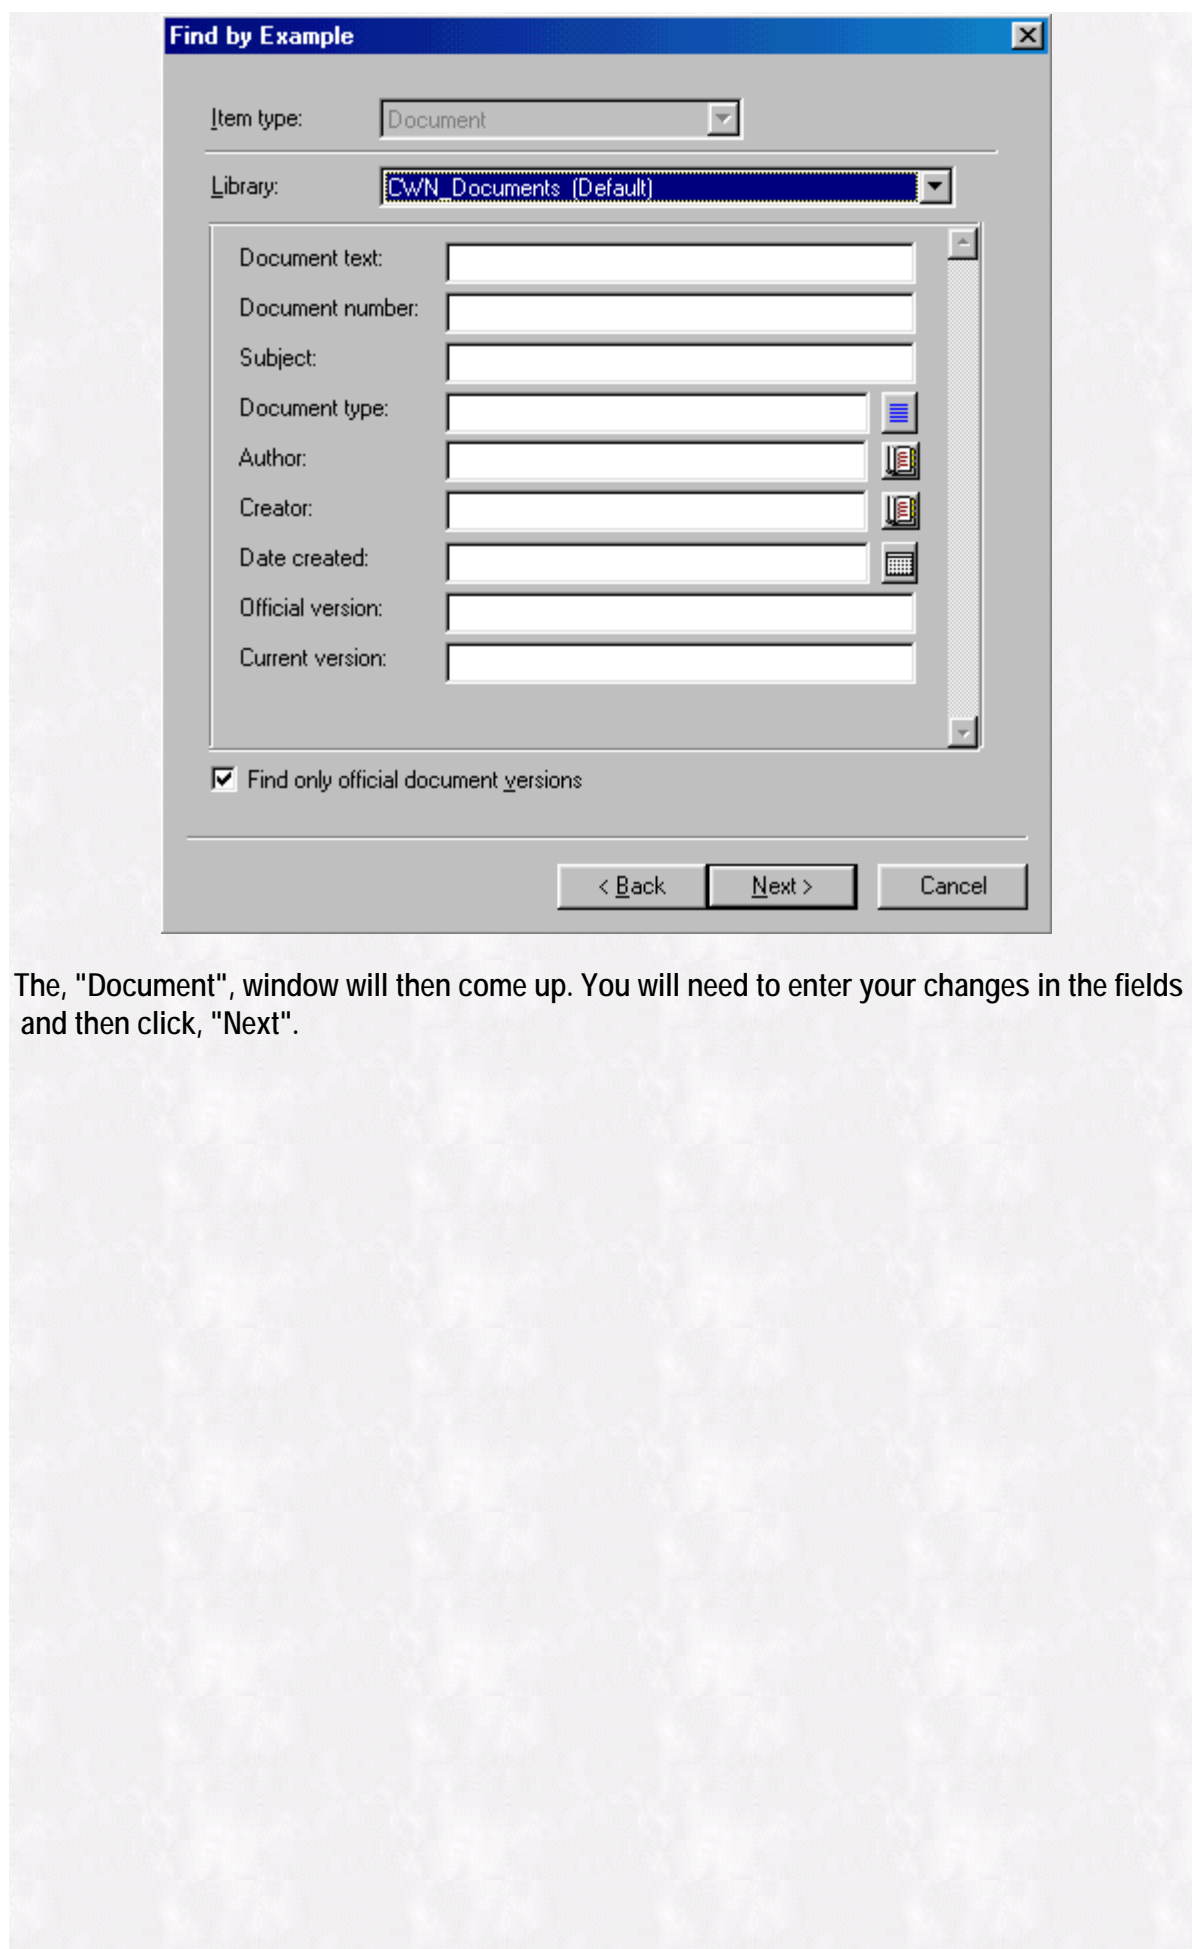 Find by Example
Item type: Document
Library: CWN_Documents (Default)
Document text:
Document number:
Subject:
Document type:
Author:
Creator:
Date created:
Official version:
Current version:
Find only official document versions
< Back Next > Cancel
The, "Document", window will then come up. You will need to enter your changes in the fields
and then click, "Next".